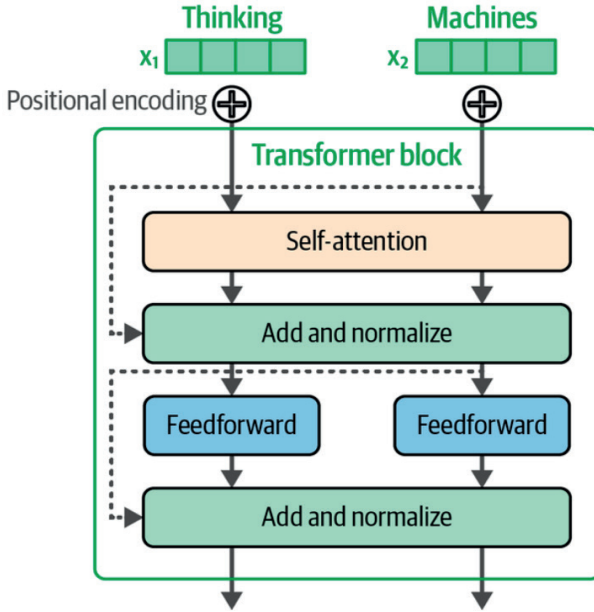 Thinking Machines
x1 x2
Positional encoding
Transformer block
Self-attention
Add and normalize
Feedforward Feedforward
Add and normalize